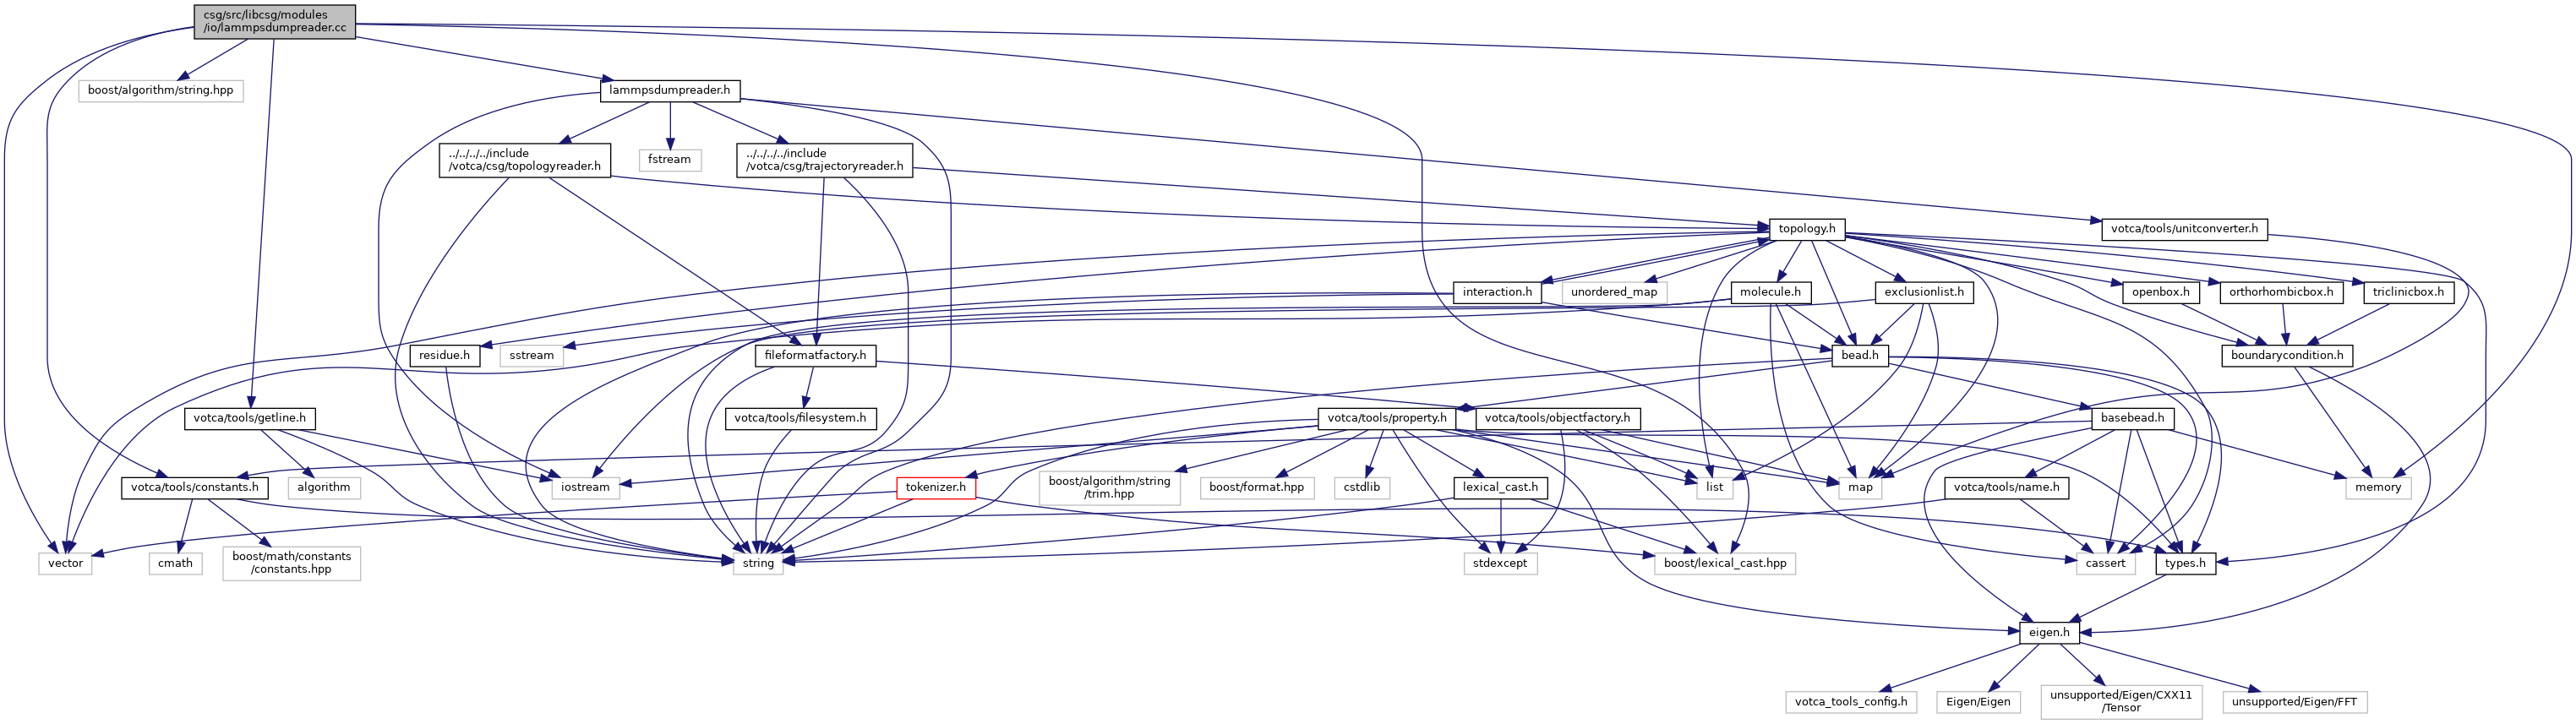 csg/src/libcsg/modules
/io/lammpsdumpreader.cc
boost/algorithm/string.hpp
lammpsdumpreader.h
../../../../include
/votca/csg/topologyreader.h
fstream
../../../../include
/votca/csg/trajectoryreader.h
topology.h
votca/tools/unitconverter.h
interaction.h
unordered_map
molecule.h
exclusionlist.h
openbox.h
orthorhombicbox.h
triclinicbox.h
residue.h
sstream
fileformatfactory.h
bead.h
boundarycondition.h
votca/tools/getline.h
votca/tools/filesystem.h
votca/tools/property.h
votca/tools/objectfactory.h
basebead.h
votca/tools/constants.h
algorithm
iostream
tokenizer.h
boost/algorithm/string
/trim.hpp
boost/format.hpp
cstdlib
lexical_cast.h
list
map
votca/tools/name.h
memory
vector
cmath
boost/math/constants
/constants.hpp
string
stdexcept
boost/lexical_cast.hpp
cassert
types.h
eigen.h
votca_tools_config.h
Eigen/Eigen
unsupported/Eigen/CXX11
/Tensor
unsupported/Eigen/FFT